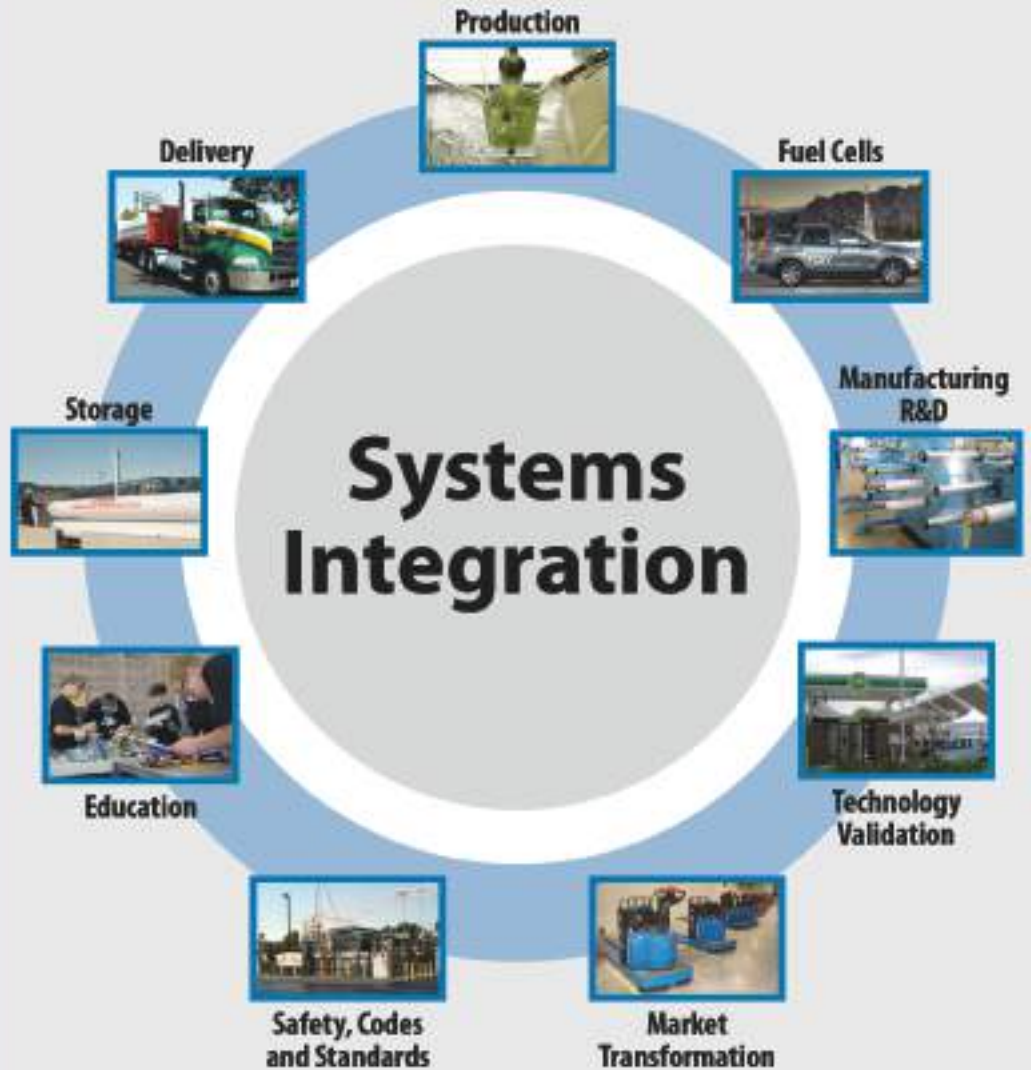 Production
Delivery
Fuel Cells
Storage
Manufacturing
R&D
Systems
Integration
Education
Technology
Validation
Safety, Codes
and Standards
Market
Transformation